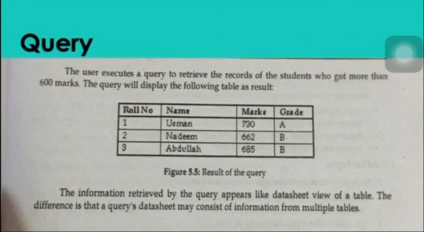 Query
The user executes a query to retrieve the records of the students who got more than
600 marks. The query will display the following table as result:
Roll No Name Marks Grade
1 Usman 730 A
2 Nadeem 662 B
3 Abdullah 685 B
Figure 5.5: Result of the query
The information retrieved by the query appears like datasheet view of a table. The
difference is that a query's datasheet may consist of information from multiple tables.